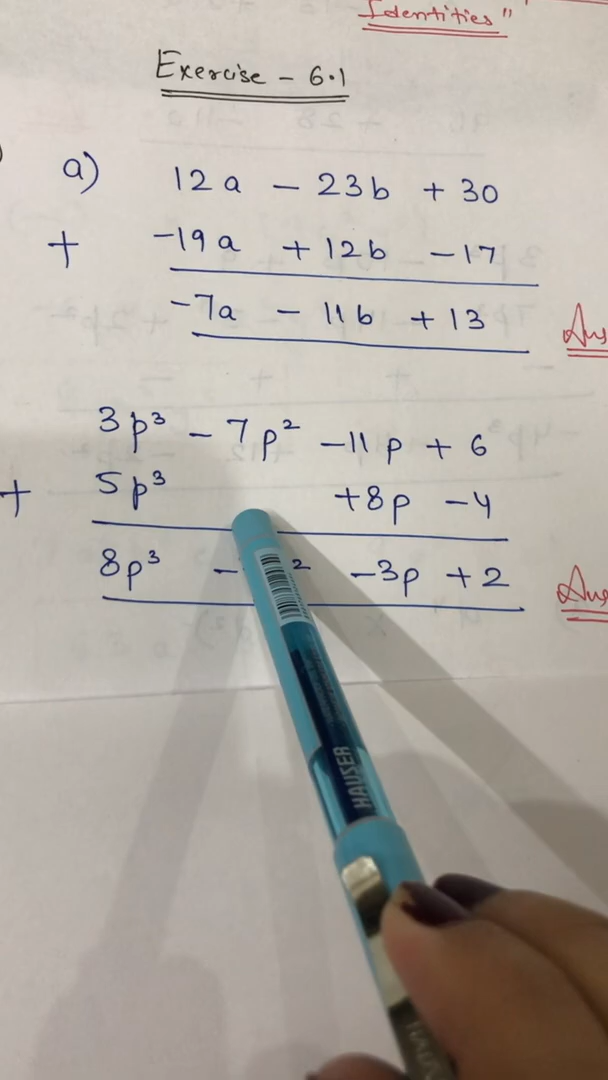 Identities"
Exercise - 6.1
a) 12a - 23b + 30
+ -19a + 12b - 17
-7a - 11b + 13 Ans
3p³ - 7p² - 11p + 6
+ 5p³ +8p - 4
8p³ - ² - 3p + 2 Ans
HAUSER